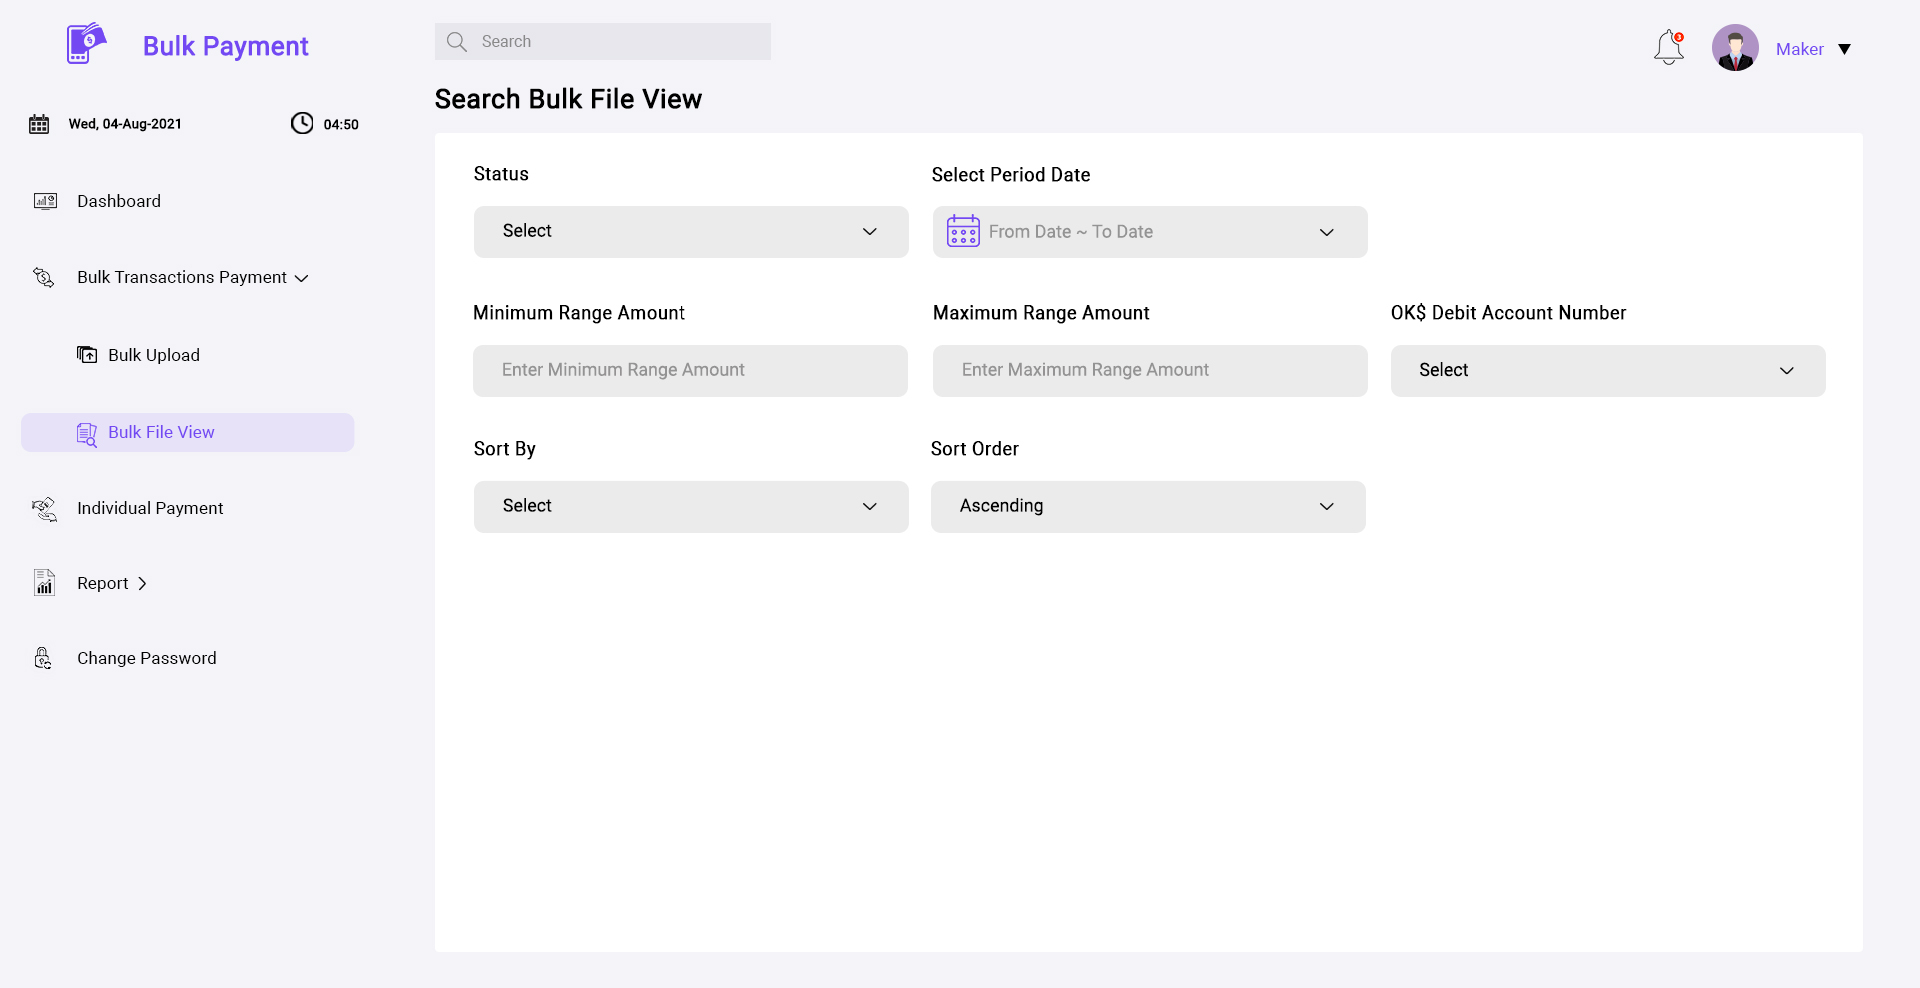 Bulk Payment
Search
3
Maker
Search Bulk File View
Wed, 04-Aug-2021
04:50
Dashboard
Bulk Transactions Payment
Bulk Upload
Bulk File View
Individual Payment
Report
Change Password
Status
Select Period Date
Select
From Date ~ To Date
Minimum Range Amount
Maximum Range Amount
OK$ Debit Account Number
Enter Minimum Range Amount
Enter Maximum Range Amount
Select
Sort By
Sort Order
Select
Ascending